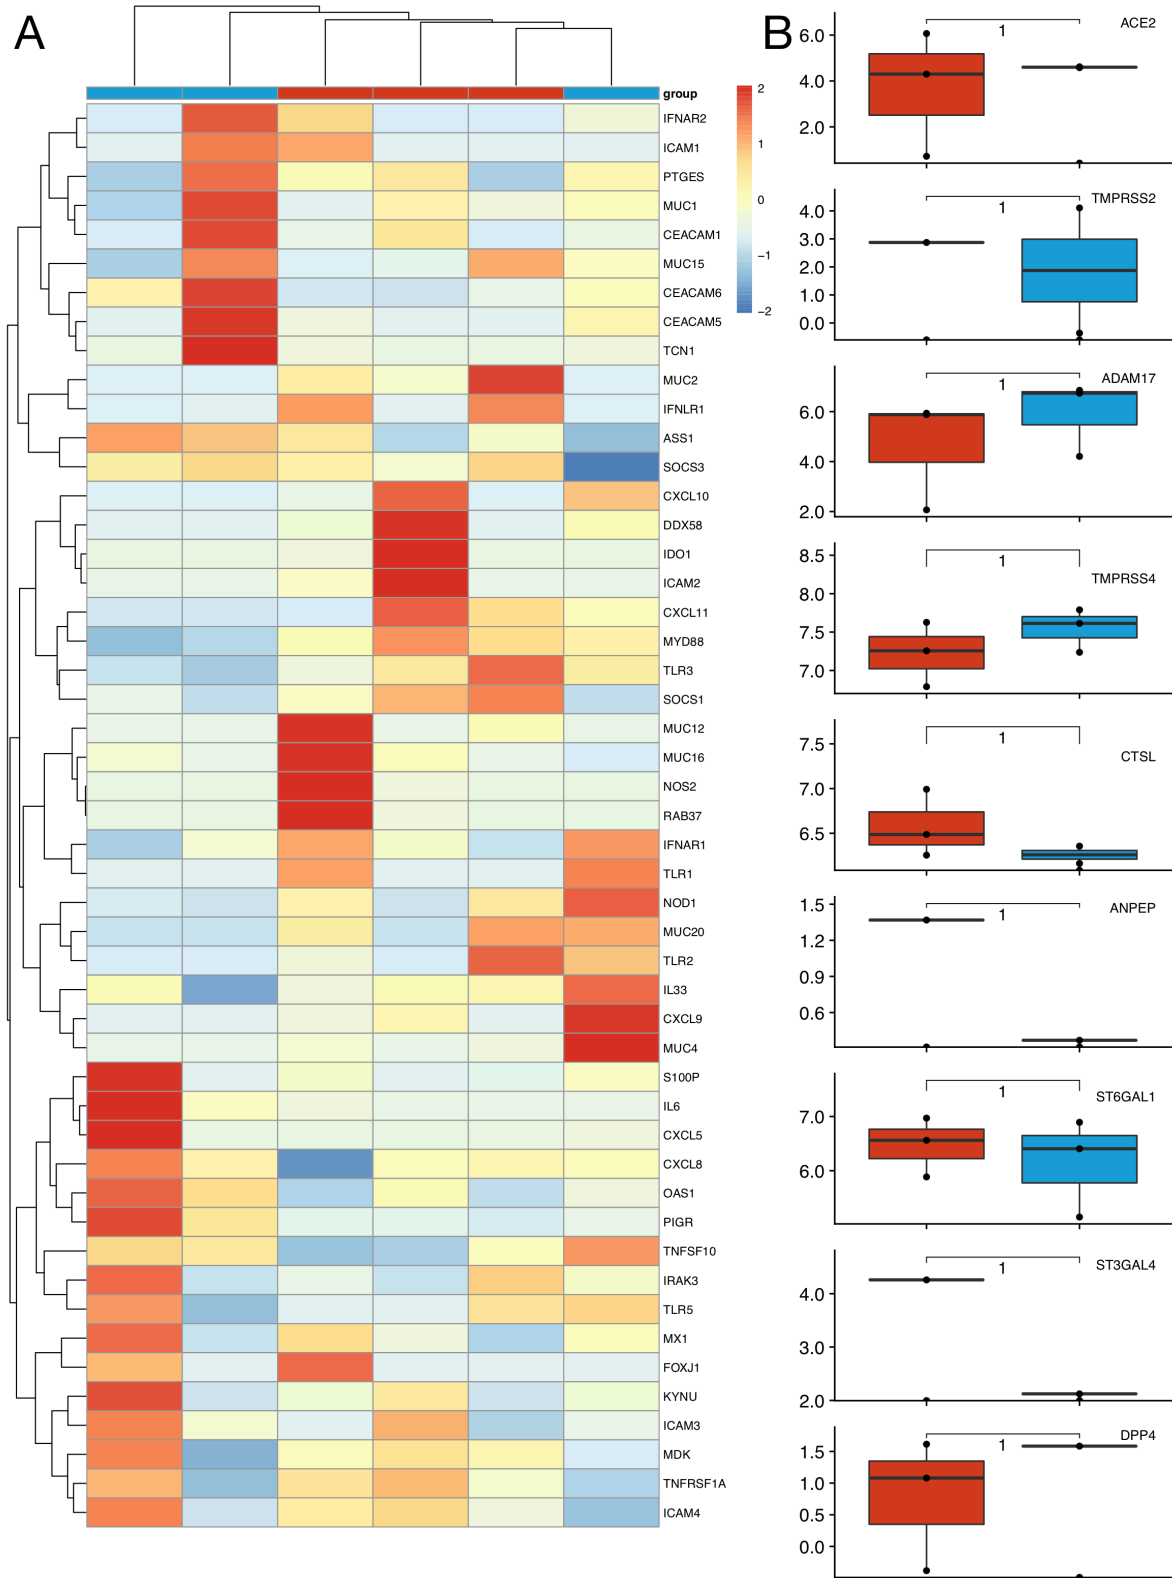 A
group
IFNAR2
ICAM1
PTGES
MUC1
CEACAM1
MUC15
CEACAM6
CEACAM5
TCN1
MUC2
IFNLR1
ASS1
SOCS3
CXCL10
DDX58
IDO1
ICAM2
CXCL11
MYD88
TLR3
SOCS1
MUC12
MUC16
NOS2
RAB37
IFNAR1
TLR1
NOD1
MUC20
TLR2
IL33
CXCL9
MUC4
S100P
IL6
CXCL5
CXCL8
OAS1
PIGR
TNFSF10
IRAK3
TLR5
MX1
FOXJ1
KYNU
ICAM3
MDK
TNFRSF1A
ICAM4
2
1
0
−1
−2
B
ACE2
1
6.0
4.0
2.0
TMPRSS2
1
4.0
3.0
2.0
1.0
0.0
ADAM17
1
6.0
4.0
2.0
TMPRSS4
1
8.5
8.0
7.5
7.0
CTSL
1
7.5
7.0
6.5
ANPEP
1
1.5
1.2
0.9
0.6
ST6GAL1
1
7.0
6.0
ST3GAL4
1
4.0
3.0
2.0
DPP4
1
1.5
1.0
0.5
0.0